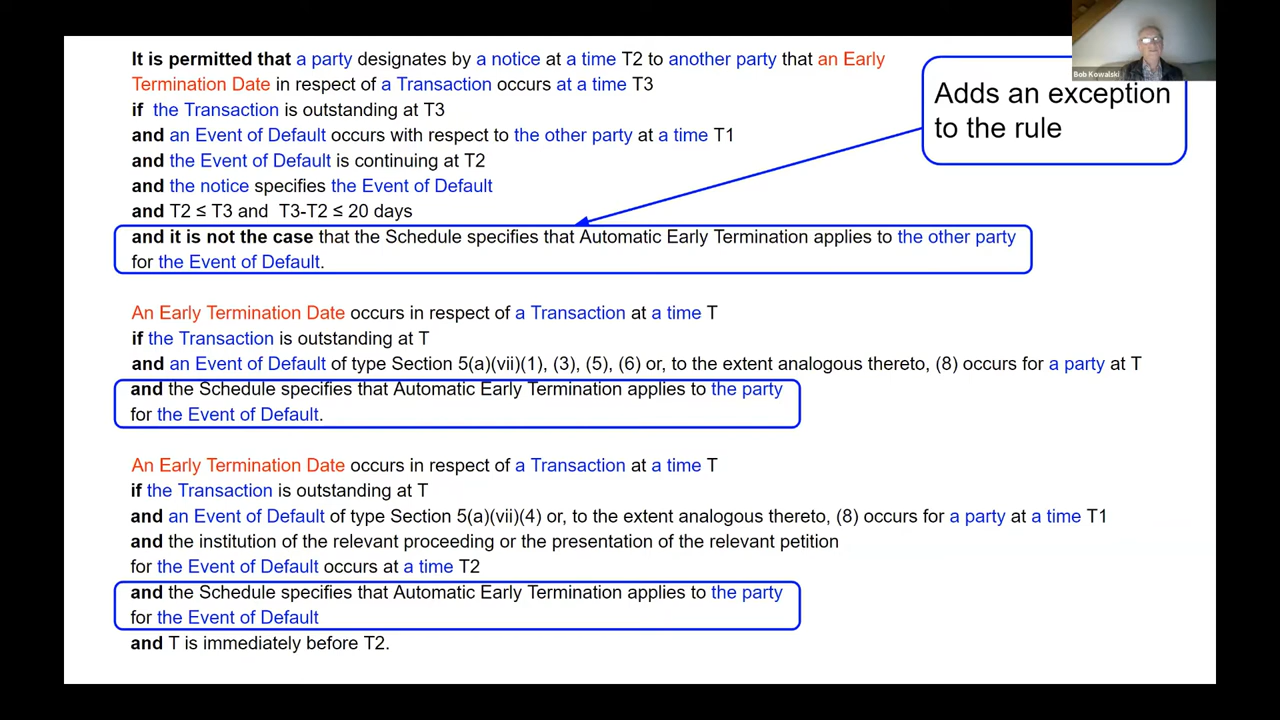 It is permitted that a party designates by a notice at a time T2 to another party that an Early
Termination Date in respect of a Transaction occurs at a time T3
if the Transaction is outstanding at T3
and an Event of Default occurs with respect to the other party at a time T1
and the Event of Default is continuing at T2
and the notice specifies the Event of Default
and T2 ≤ T3 and T3-T2 ≤ 20 days
and it is not the case that the Schedule specifies that Automatic Early Termination applies to the other party
for the Event of Default.
Adds an exception
to the rule
Bob Kowalski
An Early Termination Date occurs in respect of a Transaction at a time T
if the Transaction is outstanding at T
and an Event of Default of type Section 5(a)(vii)(1), (3), (5), (6) or, to the extent analogous thereto, (8) occurs for a party at T
and the Schedule specifies that Automatic Early Termination applies to the party
for the Event of Default.
An Early Termination Date occurs in respect of a Transaction at a time T
if the Transaction is outstanding at T
and an Event of Default of type Section 5(a)(vii)(4) or, to the extent analogous thereto, (8) occurs for a party at a time T1
and the institution of the relevant proceeding or the presentation of the relevant petition
for the Event of Default occurs at a time T2
and the Schedule specifies that Automatic Early Termination applies to the party
for the Event of Default
and T is immediately before T2.